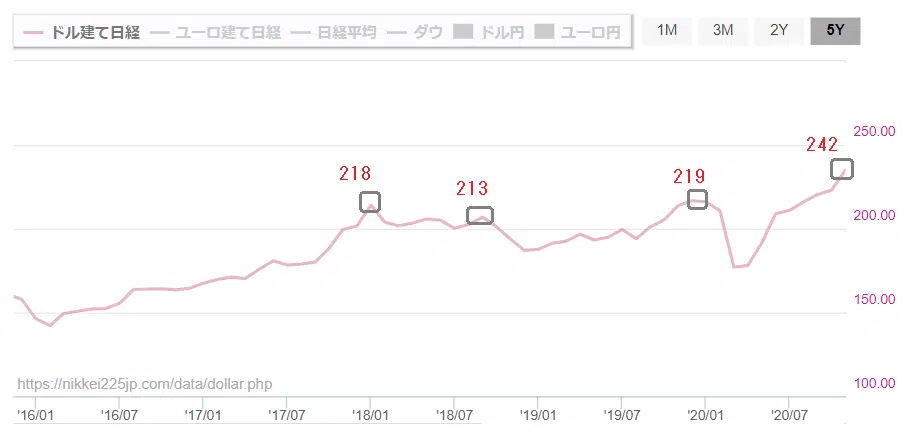 ドル建て日経 ユーロ建て日経 日経平均 ダウ ドル円 ユーロ円 1M 3M 2Y 5Y
250.00
242
218
213
219
200.00
150.00
100.00
https://nikkei225jp.com/data/dollar.php
'16/01 '16/07 '17/01 '17/07 '18/01 '18/07 '19/01 '19/07 '20/01 '20/07